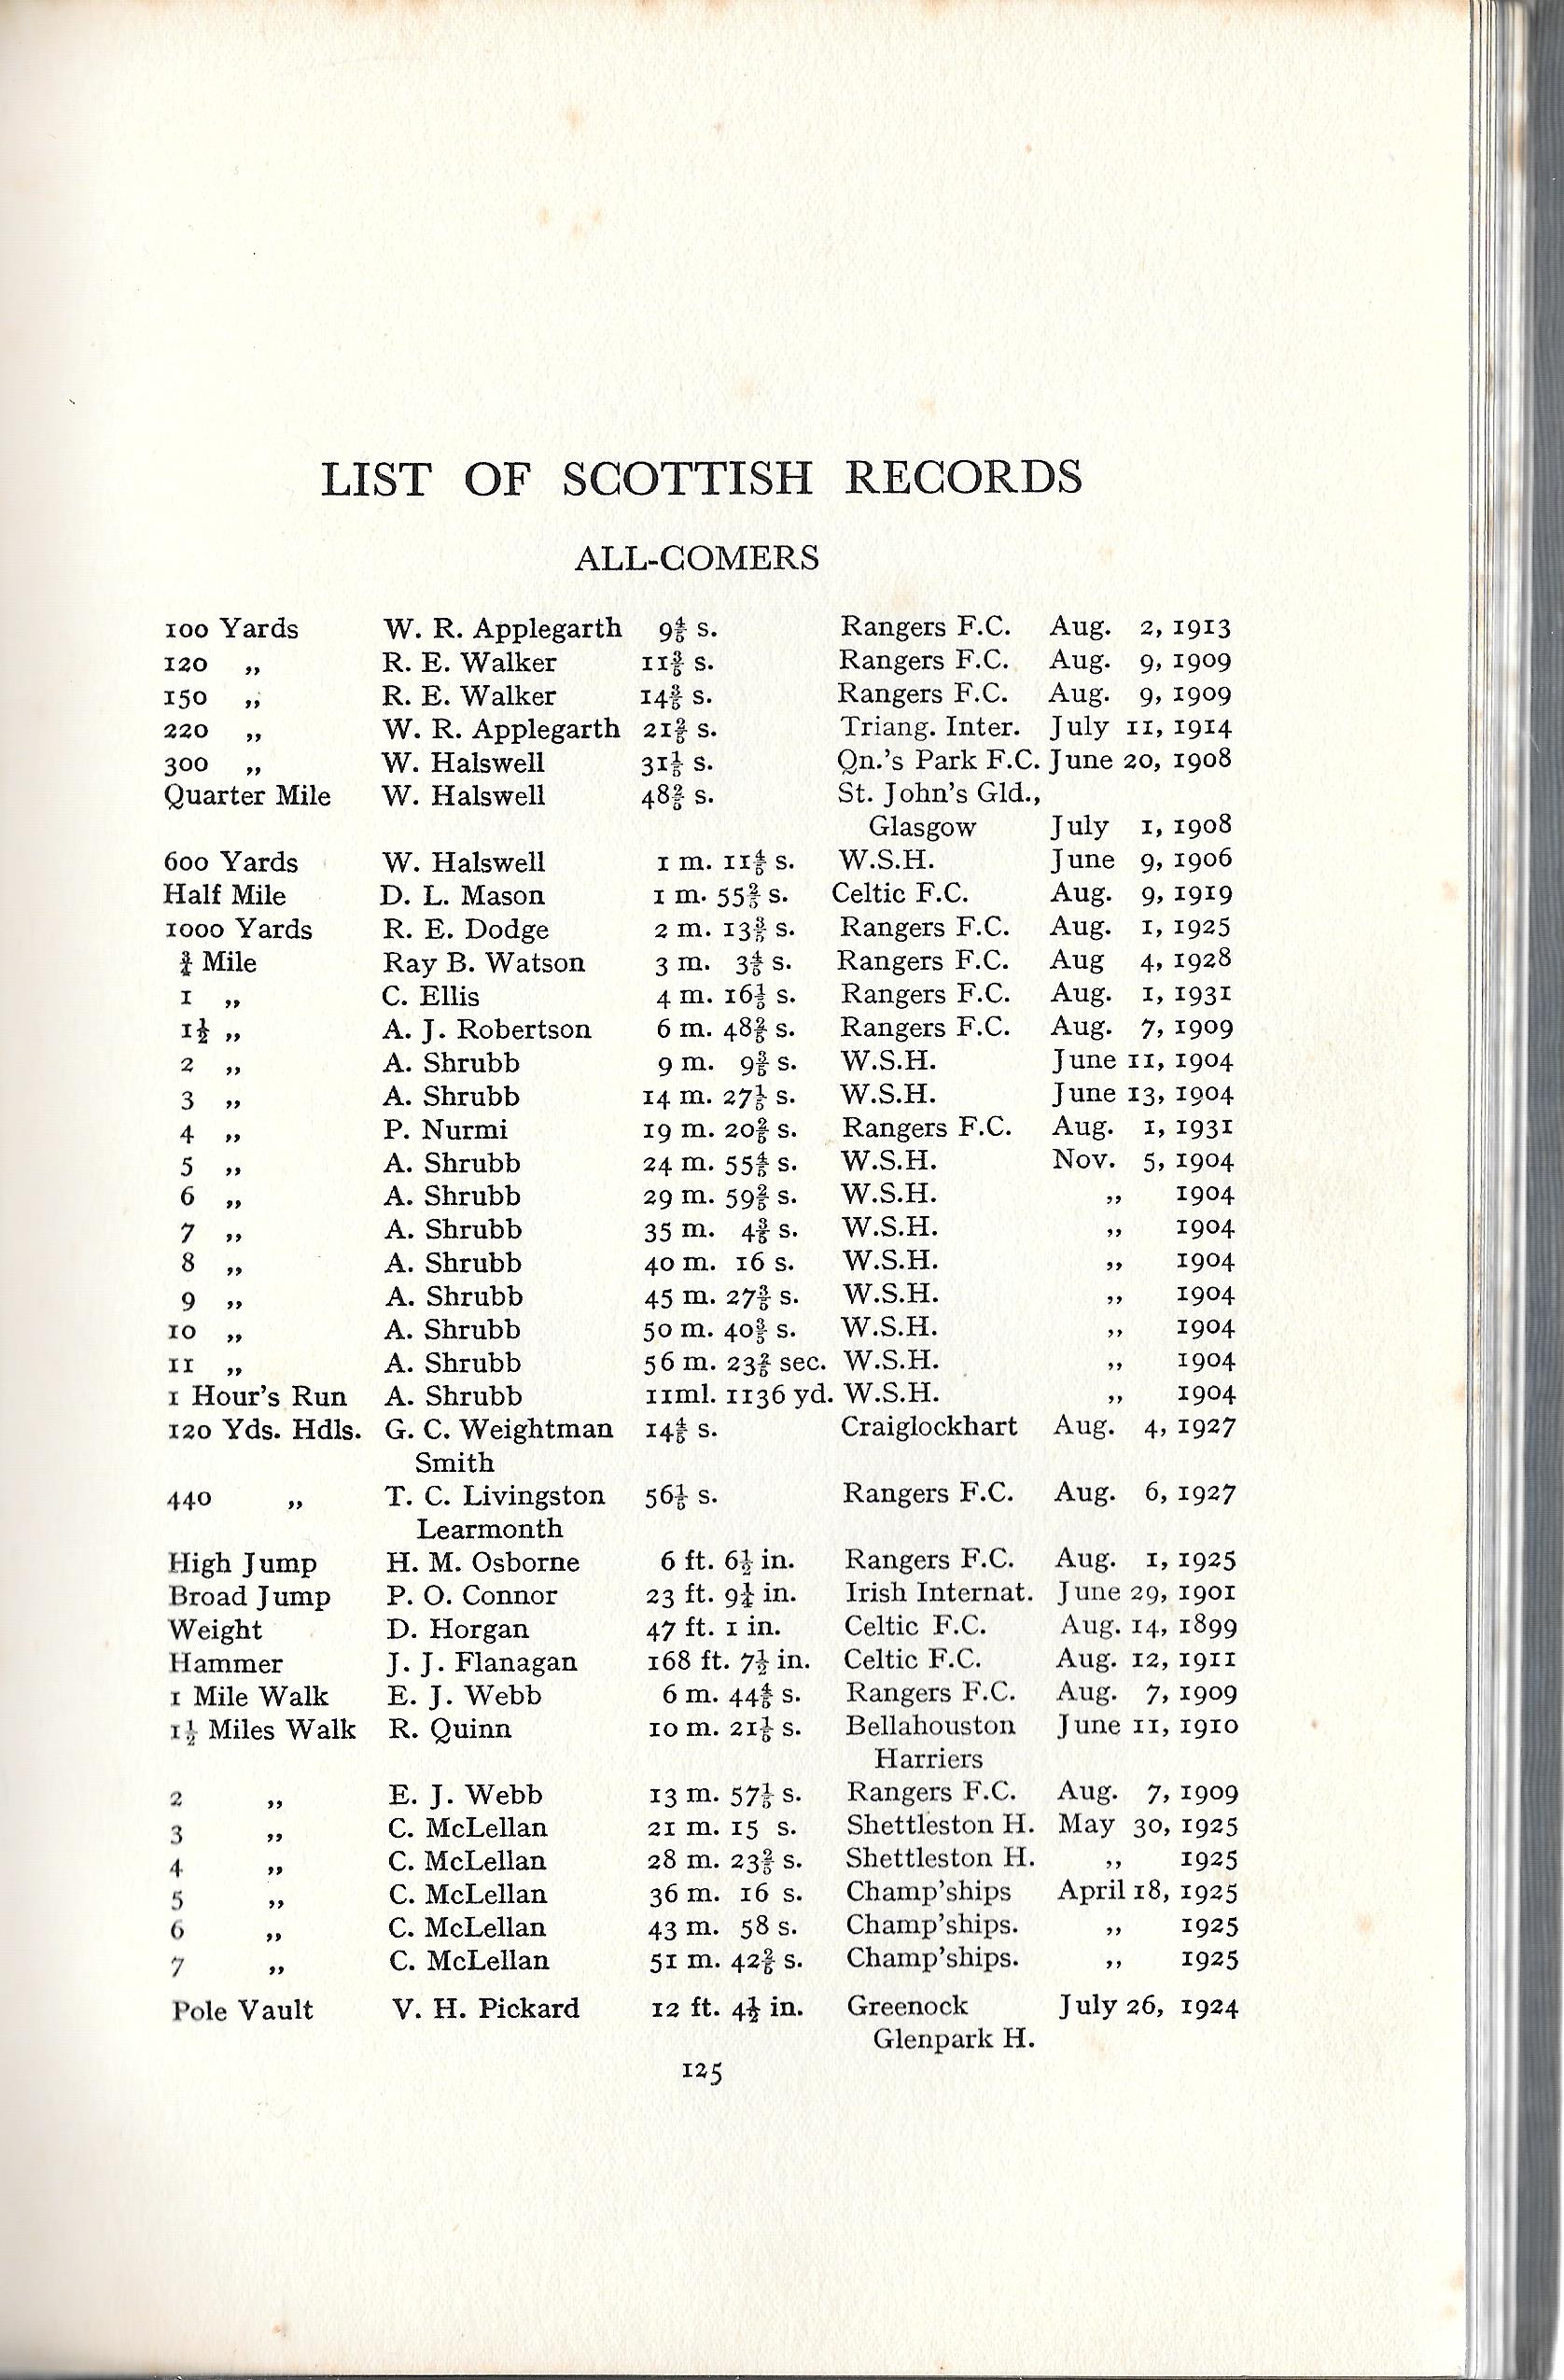 LIST OF SCOTTISH RECORDS
ALL-COMERS
100 Yards W. R. Applegarth 9⅘ s. Rangers F.C. Aug. 2, 1913
120 ,, R. E. Walker 11⅗ s. Rangers F.C. Aug. 9, 1909
150 ,, R. E. Walker 14⅗ s. Rangers F.C. Aug. 9, 1909
220 ,, W. R. Applegarth 21⅗ s. Triang. Inter. July 11, 1914
300 ,, W. Halswell 31⅕ s. Qn.'s Park F.C. June 20, 1908
Quarter Mile W. Halswell 48⅖ s. St. John's Gld.,
Glasgow July 1, 1908
600 Yards W. Halswell 1 m. 11⅘ s. W.S.H. June 9, 1906
Half Mile D. L. Mason 1 m. 55⅖ s. Celtic F.C. Aug. 9, 1919
1000 Yards R. E. Dodge 2 m. 13⅗ s. Rangers F.C. Aug. 1, 1925
¾ Mile Ray B. Watson 3 m. 3⅘ s. Rangers F.C. Aug 4, 1928
1 ,, C. Ellis 4 m. 16⅕ s. Rangers F.C. Aug. 1, 1931
1½ ,, A. J. Robertson 6 m. 48⅖ s. Rangers F.C. Aug. 7, 1909
2 ,, A. Shrubb 9 m. 9⅗ s. W.S.H. June 11, 1904
3 ,, A. Shrubb 14 m. 27⅕ s. W.S.H. June 13, 1904
4 ,, P. Nurmi 19 m. 20⅖ s. Rangers F.C. Aug. 1, 1931
5 ,, A. Shrubb 24 m. 55⅘ s. W.S.H. Nov. 5, 1904
6 ,, A. Shrubb 29 m. 59⅖ s. W.S.H. ,, 1904
7 ,, A. Shrubb 35 m. 4⅗ s. W.S.H. ,, 1904
8 ,, A. Shrubb 40 m. 16 s. W.S.H. ,, 1904
9 ,, A. Shrubb 45 m. 27⅗ s. W.S.H. ,, 1904
10 ,, A. Shrubb 50 m. 40⅗ s. W.S.H. ,, 1904
11 ,, A. Shrubb 56 m. 23⅖ sec. W.S.H. ,, 1904
1 Hour's Run A. Shrubb 11ml. 1136 yd. W.S.H. ,, 1904
120 Yds. Hdls. G. C. Weightman 14⅘ s. Craiglockhart Aug. 4, 1927
Smith
440 ,, T. C. Livingston 56⅕ s. Rangers F.C. Aug. 6, 1927
Learmonth
High Jump H. M. Osborne 6 ft. 6½ in. Rangers F.C. Aug. 1, 1925
Broad Jump P. O. Connor 23 ft. 9¼ in. Irish Internat. June 29, 1901
Weight D. Horgan 47 ft. 1 in. Celtic F.C. Aug. 14, 1899
Hammer J. J. Flanagan 168 ft. 7½ in. Celtic F.C. Aug. 12, 1911
1 Mile Walk E. J. Webb 6 m. 44⅘ s. Rangers F.C. Aug. 7, 1909
1½ Miles Walk R. Quinn 10 m. 21⅕ s. Bellahouston June 11, 1910
Harriers
2 ,, E. J. Webb 13 m. 57⅕ s. Rangers F.C. Aug. 7, 1909
3 ,, C. McLellan 21 m. 15 s. Shettleston H. May 30, 1925
4 ,, C. McLellan 28 m. 23⅖ s. Shettleston H. ,, 1925
5 ,, C. McLellan 36 m. 16 s. Champ'ships April 18, 1925
6 ,, C. McLellan 43 m. 58 s. Champ'ships. ,, 1925
7 ,, C. McLellan 51 m. 42⅖ s. Champ'ships. ,, 1925
Pole Vault V. H. Pickard 12 ft. 4½ in. Greenock July 26, 1924
Glenpark H.
125